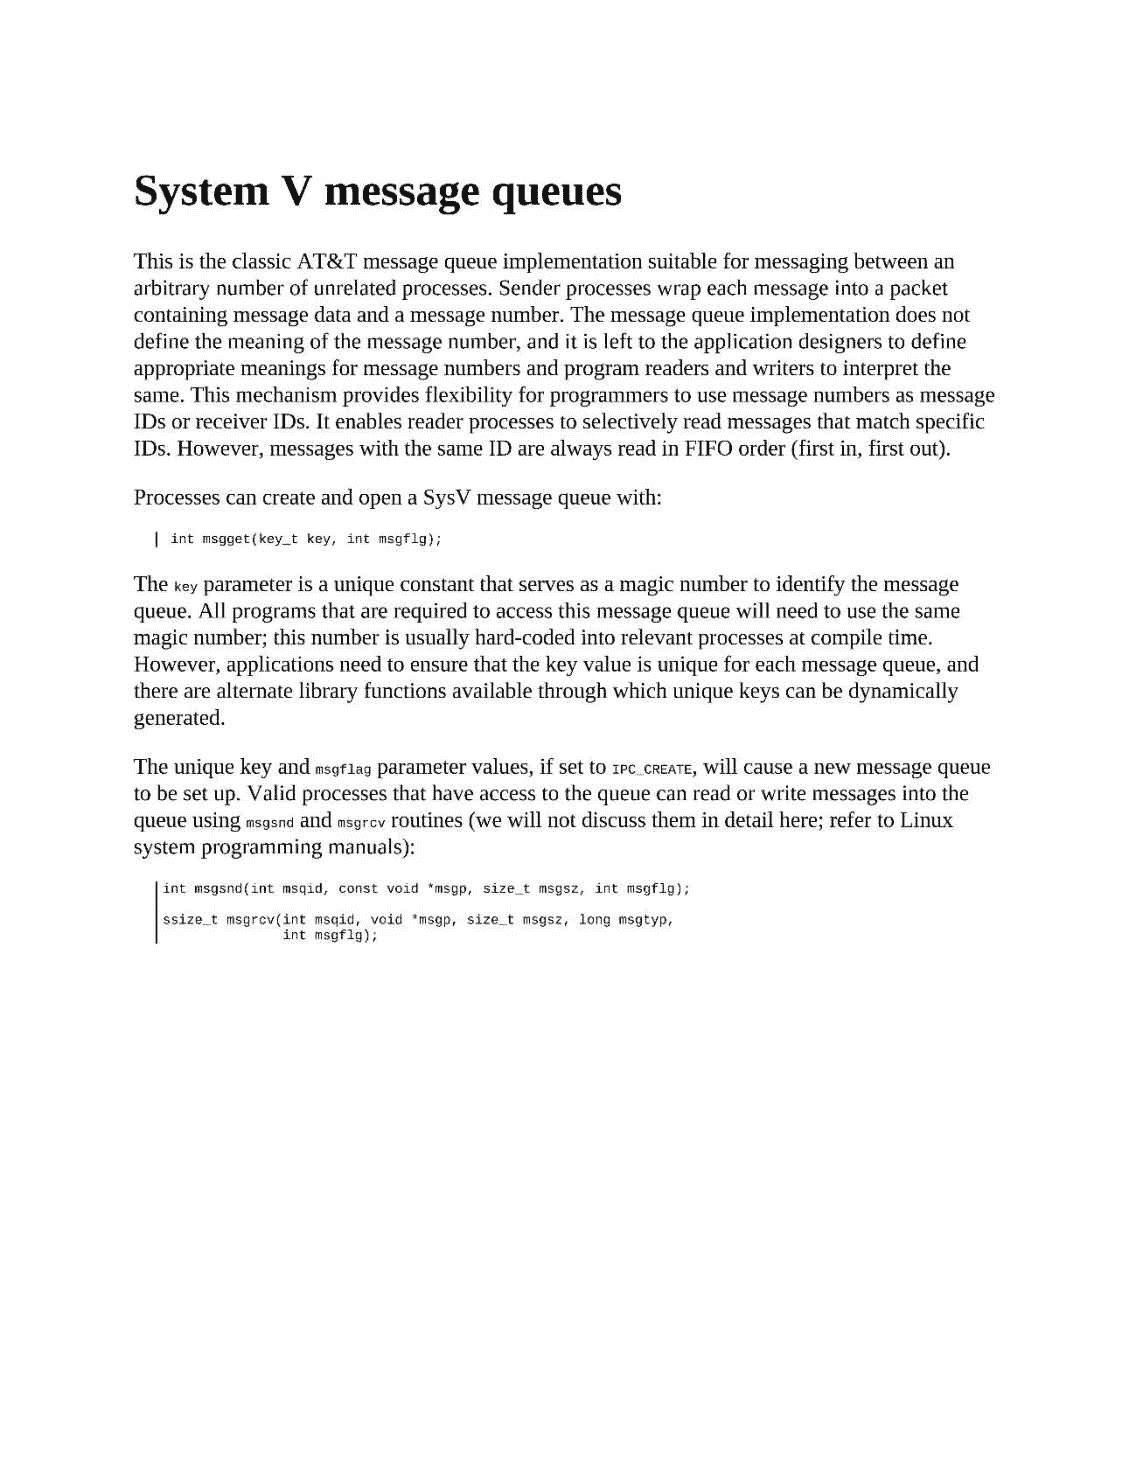 System V message queues
This is the classic AT&T message queue implementation suitable for messaging between an
arbitrary number of unrelated processes. Sender processes wrap each message into a packet
containing message data and a message number. The message queue implementation does not
define the meaning of the message number, and it is left to the application designers to define
appropriate meanings for message numbers and program readers and writers to interpret the
same. This mechanism provides flexibility for programmers to use message numbers as message
IDs or receiver IDs. It enables reader processes to selectively read messages that match specific
IDs. However, messages with the same ID are always read in FIFO order (first in, first out).
Processes can create and open a SysV message queue with:
int msgget(key_t key, int msgflg);
The key parameter is a unique constant that serves as a magic number to identify the message
queue. All programs that are required to access this message queue will need to use the same
magic number; this number is usually hard-coded into relevant processes at compile time.
However, applications need to ensure that the key value is unique for each message queue, and
there are alternate library functions available through which unique keys can be dynamically
generated.
The unique key and msgflag parameter values, if set to IPC_CREATE, will cause a new message queue
to be set up. Valid processes that have access to the queue can read or write messages into the
queue using msgsnd and msgrcv routines (we will not discuss them in detail here; refer to Linux
system programming manuals):
int msgsnd(int msqid, const void *msgp, size_t msgsz, int msgflg);
ssize_t msgrcv(int msqid, void *msgp, size_t msgsz, long msgtyp,
int msgflg);